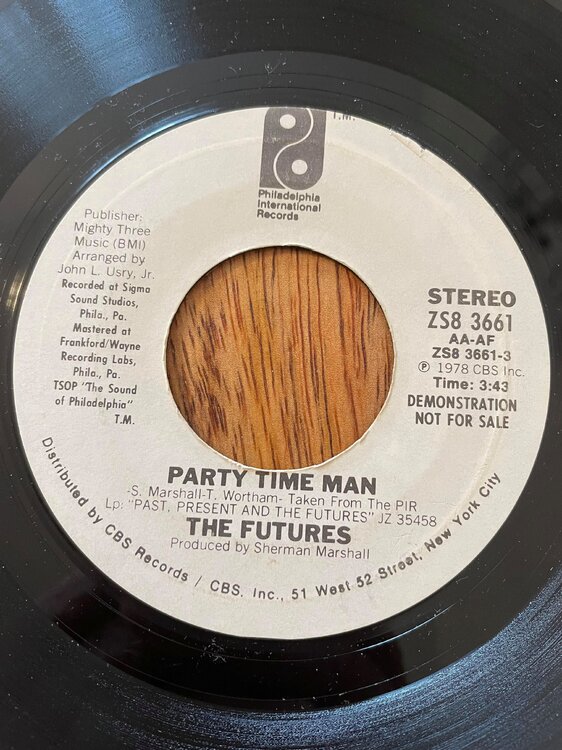 T.M.
Philadelphia
International
Records
Publisher:
Mighty Three
Music (BMI)
Arranged by
John L. Usry, Jr.
Recorded at Sigma
Sound Studios,
Phila., Pa.
Mastered at
Frankford/Wayne
Recording Labs,
Phila., Pa.
TSOP "The Sound
of Philadelphia"
T.M.
STEREO
ZS8 3661
AA-AF
ZS8 3661-3
℗ 1978 CBS Inc.
Time: 3:43
DEMONSTRATION
NOT FOR SALE
PARTY TIME MAN
-S. Marshall-T. Wortham- Taken From The PIR
Lp: "PAST, PRESENT AND THE FUTURES" JZ 35458
THE FUTURES
Produced by Sherman Marshall
Distributed by CBS Records / CBS. Inc., 51 West 52 Street, New York City